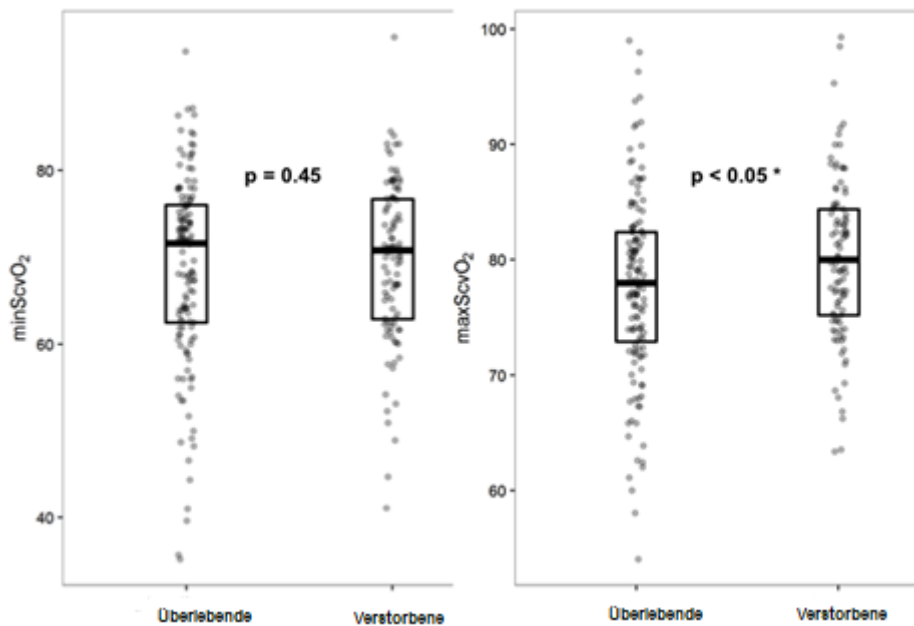 minScvO₂
80
60
40
p = 0.45
Überlebende
Verstorbene
maxScvO₂
100
90
80
70
60
p < 0.05 *
Überlebende
Verstorbene